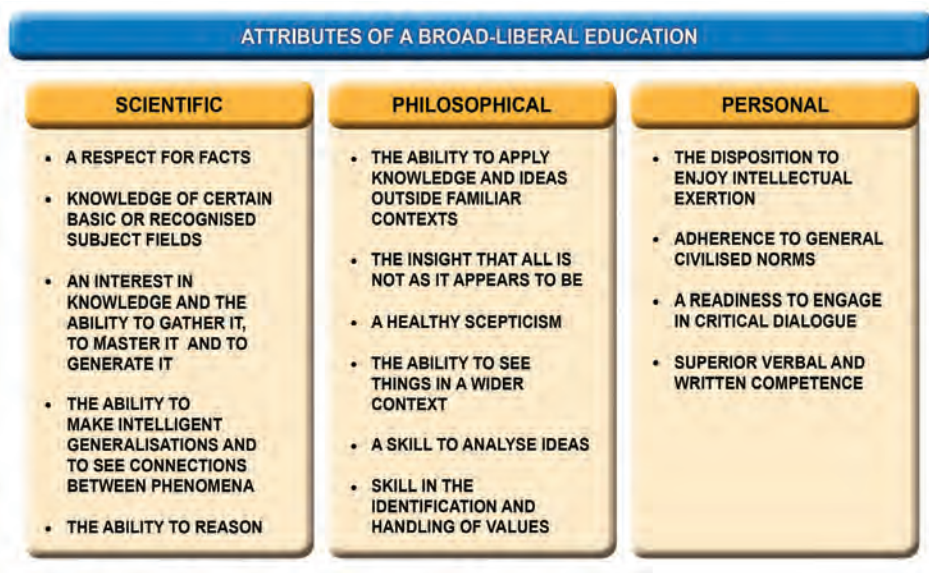 ATTRIBUTES OF A BROAD-LIBERAL EDUCATION
SCIENTIFIC
• A RESPECT FOR FACTS
• KNOWLEDGE OF CERTAIN
BASIC OR RECOGNISED
SUBJECT FIELDS
• AN INTEREST IN
KNOWLEDGE AND THE
ABILITY TO GATHER IT,
TO MASTER IT AND TO
GENERATE IT
• THE ABILITY TO
MAKE INTELLIGENT
GENERALISATIONS AND
TO SEE CONNECTIONS
BETWEEN PHENOMENA
• THE ABILITY TO REASON
PHILOSOPHICAL
• THE ABILITY TO APPLY
KNOWLEDGE AND IDEAS
OUTSIDE FAMILIAR
CONTEXTS
• THE INSIGHT THAT ALL IS
NOT AS IT APPEARS TO BE
• A HEALTHY SCEPTICISM
• THE ABILITY TO SEE
THINGS IN A WIDER
CONTEXT
• A SKILL TO ANALYSE IDEAS
• SKILL IN THE
IDENTIFICATION AND
HANDLING OF VALUES
PERSONAL
• THE DISPOSITION TO
ENJOY INTELLECTUAL
EXERTION
• ADHERENCE TO GENERAL
CIVILISED NORMS
• A READINESS TO ENGAGE
IN CRITICAL DIALOGUE
• SUPERIOR VERBAL AND
WRITTEN COMPETENCE